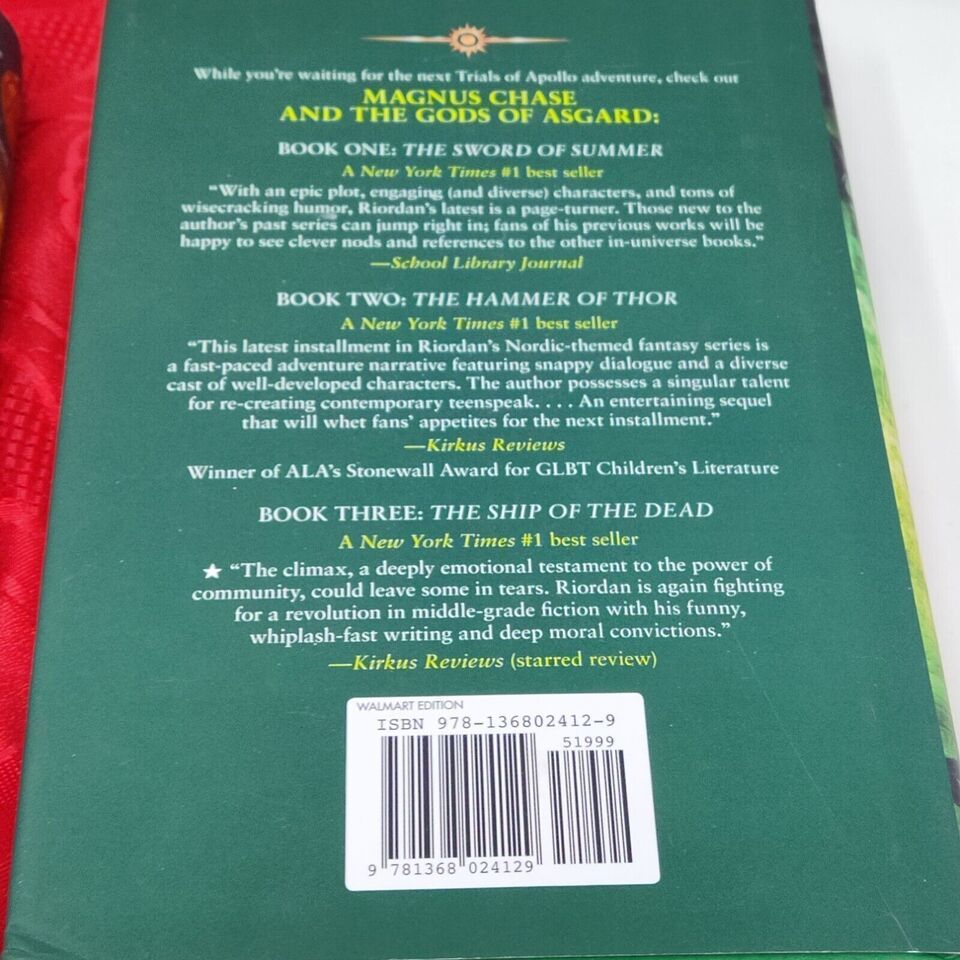 While you're waiting for the next Trials of Apollo adventure, check out
MAGNUS CHASE
AND THE GODS OF ASGARD:
BOOK ONE: THE SWORD OF SUMMER
A New York Times #1 best seller
"With an epic plot, engaging (and diverse) characters, and tons of
wisecracking humor, Riordan's latest is a page-turner. Those new to the
author's past series can jump right in; fans of his previous works will be
happy to see clever nods and references to the other in-universe books."
—School Library Journal
BOOK TWO: THE HAMMER OF THOR
A New York Times #1 best seller
"This latest installment in Riordan's Nordic-themed fantasy series is
a fast-paced adventure narrative featuring snappy dialogue and a diverse
cast of well-developed characters. The author possesses a singular talent
for re-creating contemporary teenspeak. . . . An entertaining sequel
that will whet fans' appetites for the next installment."
—Kirkus Reviews
Winner of ALA's Stonewall Award for GLBT Children's Literature
BOOK THREE: THE SHIP OF THE DEAD
A New York Times #1 best seller
★ "The climax, a deeply emotional testament to the power of
community, could leave some in tears. Riordan is again fighting
for a revolution in middle-grade fiction with his funny,
whiplash-fast writing and deep moral convictions."
—Kirkus Reviews (starred review)
WALMART EDITION
ISBN 978-136802412-9
51999
9 781368 024129